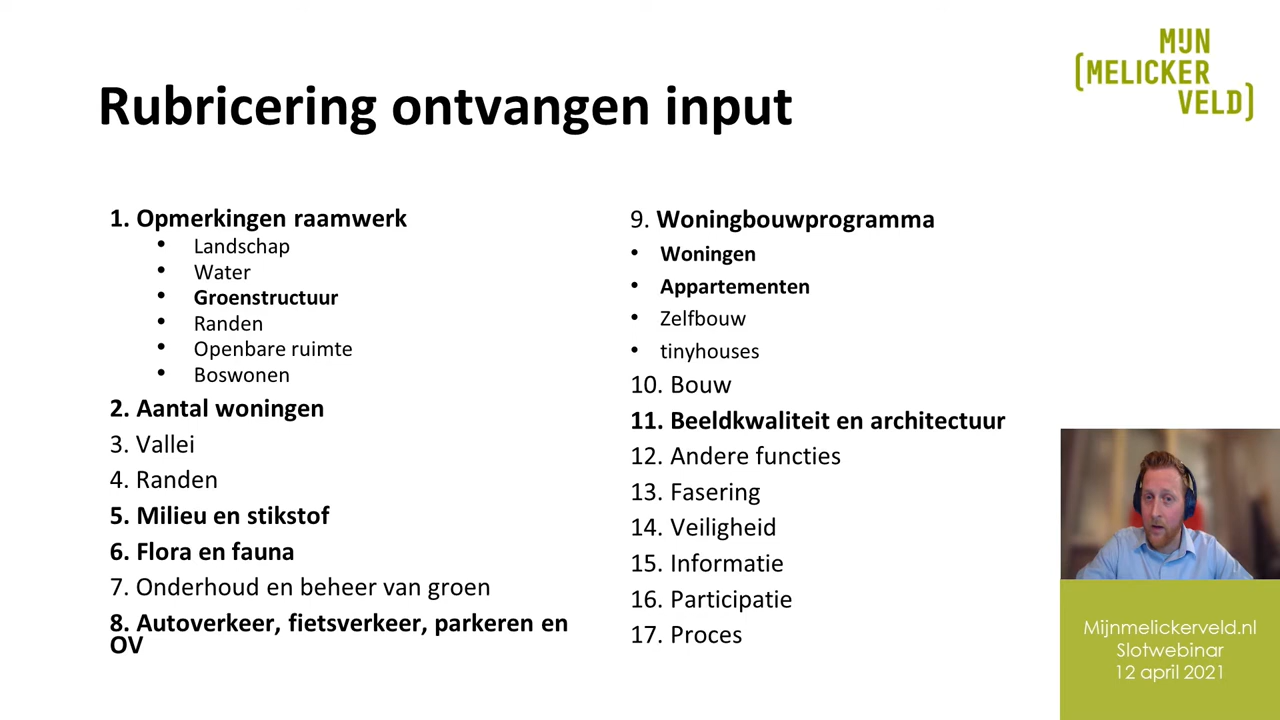 MIJN
(MELICKER
VELD)
Rubricering ontvangen input
1. Opmerkingen raamwerk
• Landschap
• Water
• Groenstructuur
• Randen
• Openbare ruimte
• Boswonen
2. Aantal woningen
3. Vallei
4. Randen
5. Milieu en stikstof
6. Flora en fauna
7. Onderhoud en beheer van groen
8. Autoverkeer, fietsverkeer, parkeren en
OV
9. Woningbouwprogramma
• Woningen
• Appartementen
• Zelfbouw
• tinyhouses
10. Bouw
11. Beeldkwaliteit en architectuur
12. Andere functies
13. Fasering
14. Veiligheid
15. Informatie
16. Participatie
17. Proces
Mijnmelickerveld.nl
Slotwebinar
12 april 2021